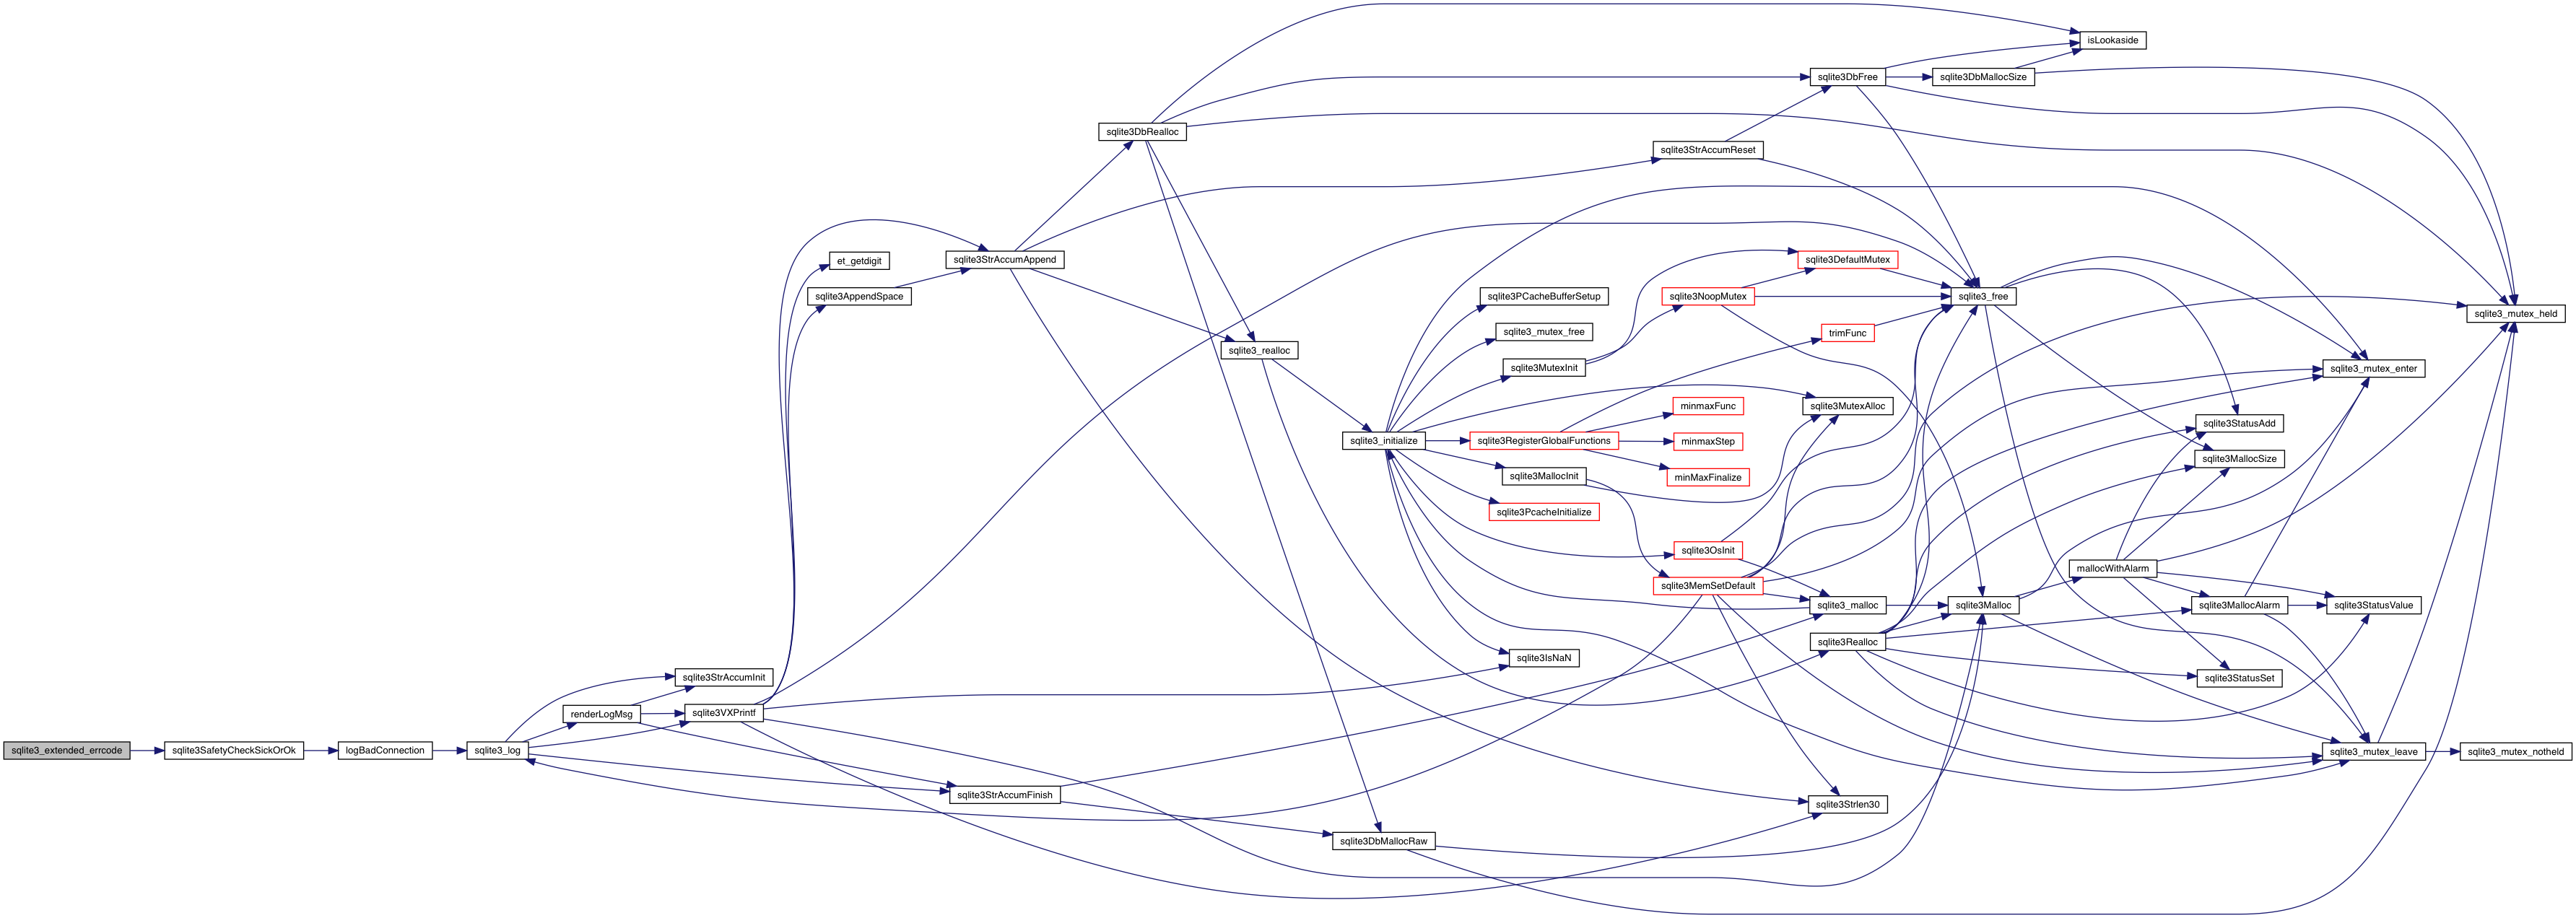 isLookaside
sqlite3DbFree
sqlite3DbMallocSize
sqlite3DbRealloc
sqlite3StrAccumReset
sqlite3StrAccumAppend
et_getdigit
sqlite3DefaultMutex
sqlite3AppendSpace
sqlite3PCacheBufferSetup
sqlite3NoopMutex
sqlite3_free
sqlite3_mutex_held
sqlite3_mutex_free
trimFunc
sqlite3_realloc
sqlite3MutexInit
sqlite3_mutex_enter
minmaxFunc
sqlite3MutexAlloc
sqlite3StatusAdd
sqlite3_initialize
sqlite3RegisterGlobalFunctions
minmaxStep
sqlite3MallocSize
sqlite3MallocInit
minMaxFinalize
sqlite3PcacheInitialize
sqlite3OsInit
mallocWithAlarm
sqlite3MemSetDefault
sqlite3_malloc
sqlite3Malloc
sqlite3MallocAlarm
sqlite3StatusValue
sqlite3Realloc
sqlite3IsNaN
sqlite3StrAccumInit
sqlite3StatusSet
renderLogMsg
sqlite3VXPrintf
sqlite3_extended_errcode
sqlite3SafetyCheckSickOrOk
logBadConnection
sqlite3_log
sqlite3_mutex_leave
sqlite3_mutex_notheld
sqlite3StrAccumFinish
sqlite3Strlen30
sqlite3DbMallocRaw